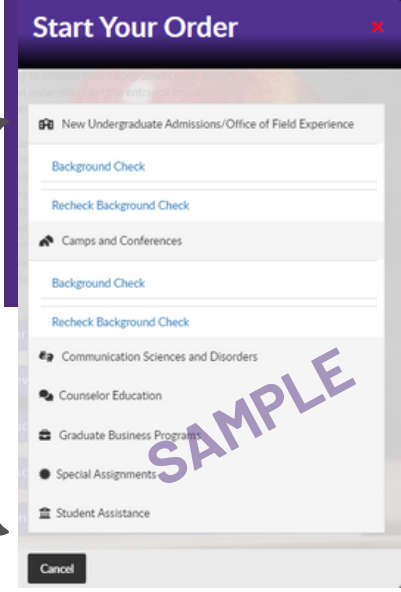 Start Your Order
×
New Undergraduate Admissions/Office of Field Experience
Background Check
Recheck Background Check
Camps and Conferences
Background Check
Recheck Background Check
Communication Sciences and Disorders
Counselor Education
Graduate Business Programs
Special Assignments
Student Assistance
SAMPLE
Cancel